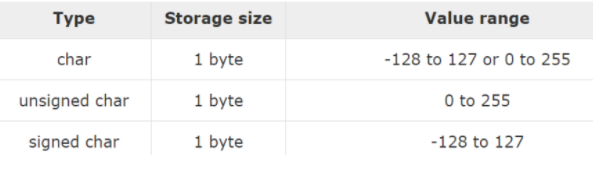 Type Storage size Value range
char 1 byte -128 to 127 or 0 to 255
unsigned char 1 byte 0 to 255
signed char 1 byte -128 to 127